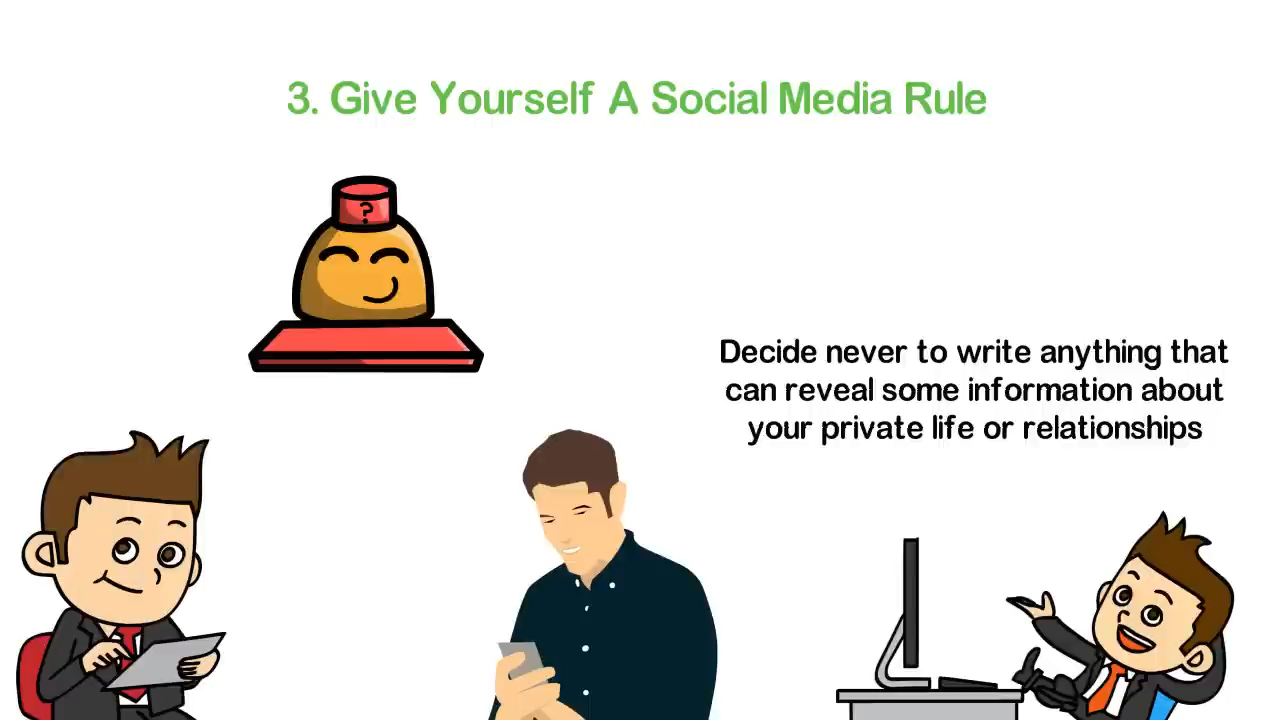 3. Give Yourself A Social Media Rule
?
Decide never to write anything that
can reveal some information about
your private life or relationships